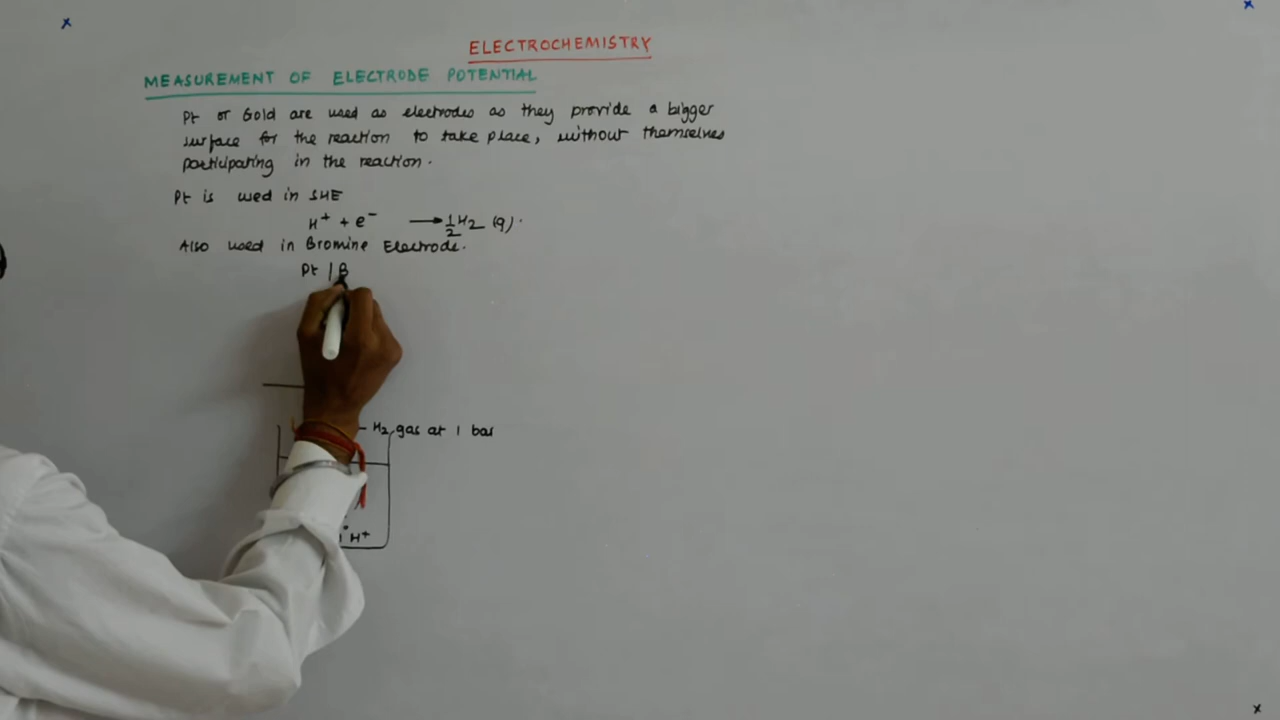 ELECTROCHEMISTRY
MEASUREMENT OF ELECTRODE POTENTIAL
Pt or Gold are used as electrodes as they provide a bigger
surface for the reaction to take place, without themselves
participating in the reaction.
Pt is used in SHE
H⁺ + e⁻ ⟶ ½H₂ (g).
Also used in Bromine Electrode.
Pt | B
H₂ gas at 1 bar
H⁺